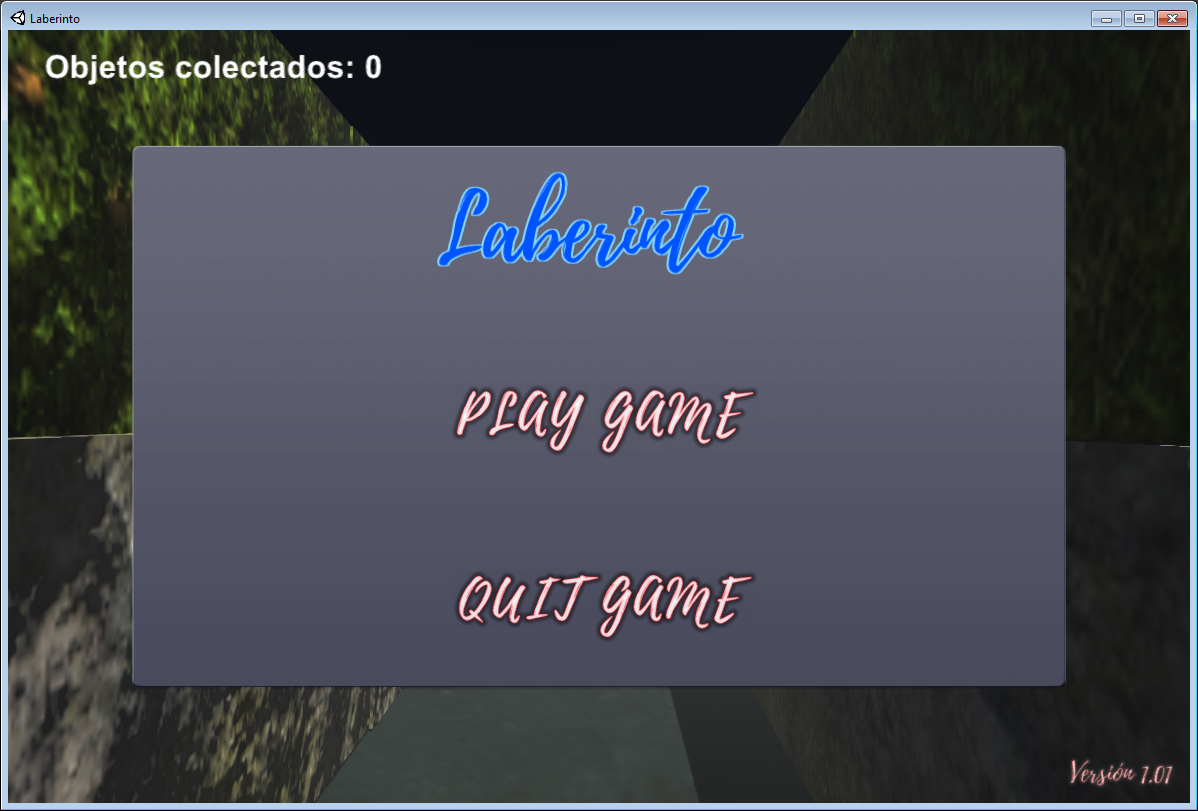 Laberinto
Objetos colectados: 0
Laberinto
PLAY GAME
QUIT GAME
Versión 1.01